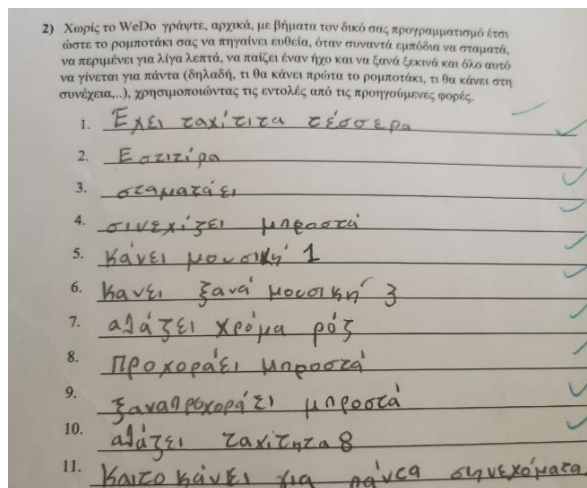 2) Χωρίς το WeDo γράψτε, αρχικά, με βήματα τον δικό σας προγραμματισμό έτσι
ώστε το ρομποτάκι σας να πηγαίνει ευθεία, όταν συναντά εμπόδια να σταματά,
να περιμένει για λίγα λεπτά, να παίζει έναν ήχο και να ξανά ξεκινά και όλο αυτό
να γίνεται για πάντα (δηλαδή, τι θα κάνει πρώτα το ρομποτάκι, τι θα κάνει στη
συνέχεια,..), χρησιμοποιώντας τις εντολές από τις προηγούμενες φορές.
1. Έχει ταχίτιτα τέσσερα
2. Εστιτίρα
3. σταματάει
4. σινεχίζει μπροστά
5. κάνει μουσική 1
6. κανει ξανά μουσική 3
7. αλάζει χρόμα ρόζ
8. Προχοράει μπροστά
9. ξαναπροχοράει μπροστά
10. αλάζει ταχίτητα 8
11. Και το κάνει για πάντα σηνεχόματα